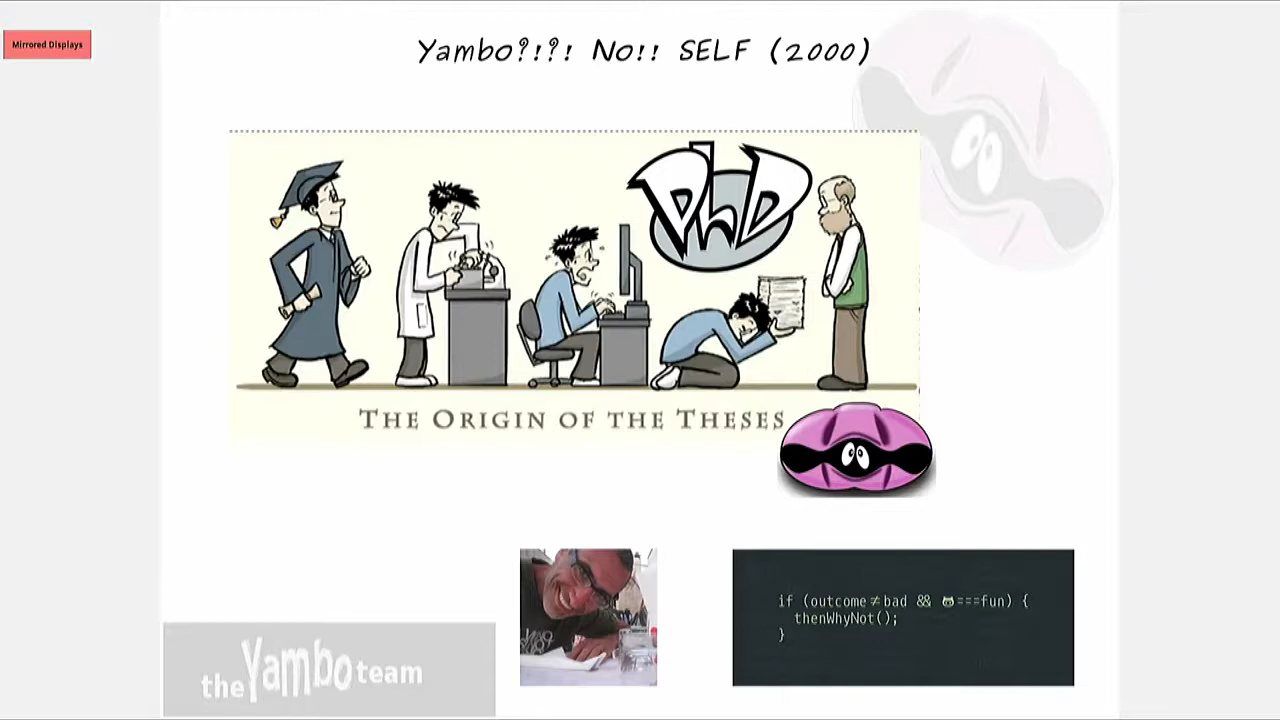 Mirrored Displays
Yambo?!?! No!! SELF (2000)
PhD
THE ORIGIN OF THE THESES
if (outcome≠bad && 🐱===fun) {
thenWhyNot();
}
the Yambo team